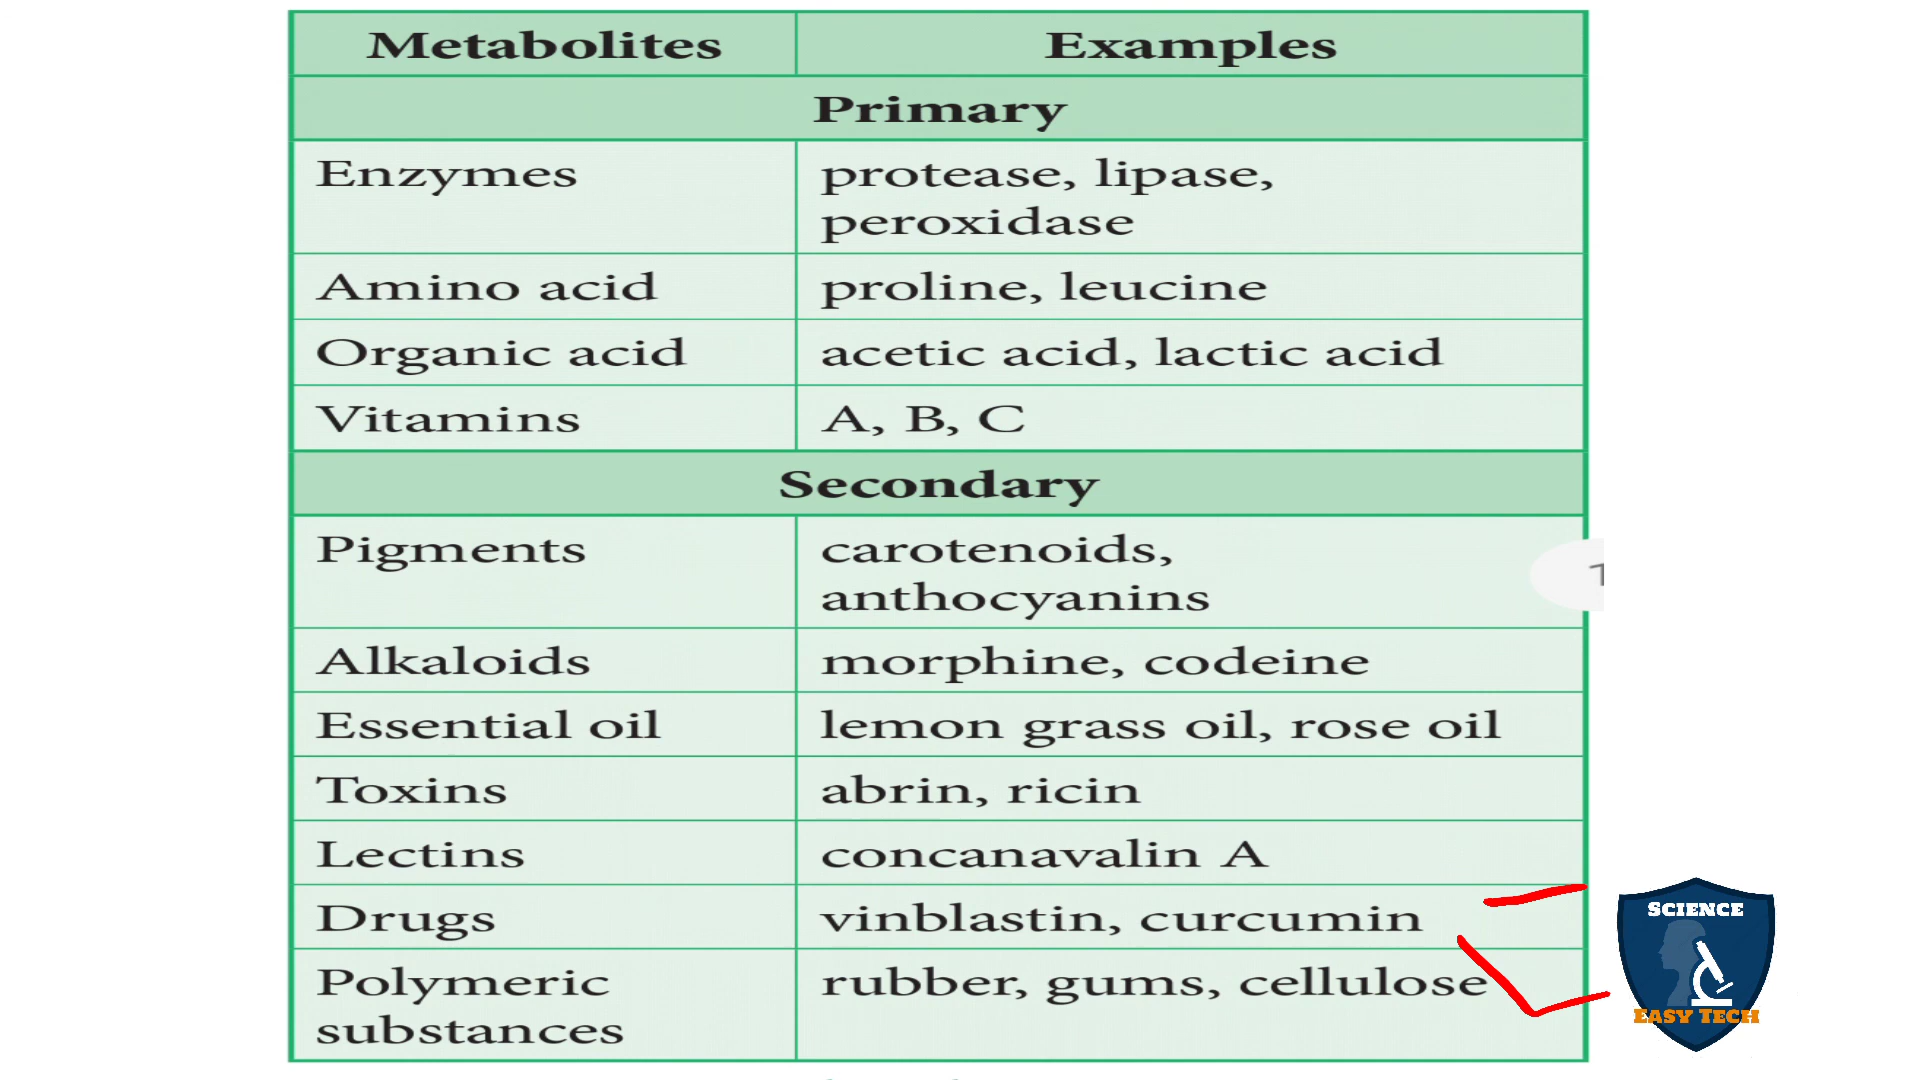 Metabolites Examples
Primary
Enzymes protease, lipase,
peroxidase
Amino acid proline, leucine
Organic acid acetic acid, lactic acid
Vitamins A, B, C
Secondary
Pigments carotenoids,
anthocyanins
Alkaloids morphine, codeine
Essential oil lemon grass oil, rose oil
Toxins abrin, ricin
Lectins concanavalin A
Drugs vinblastin, curcumin
Polymeric rubber, gums, cellulose
substances
SCIENCE
EASY TECH